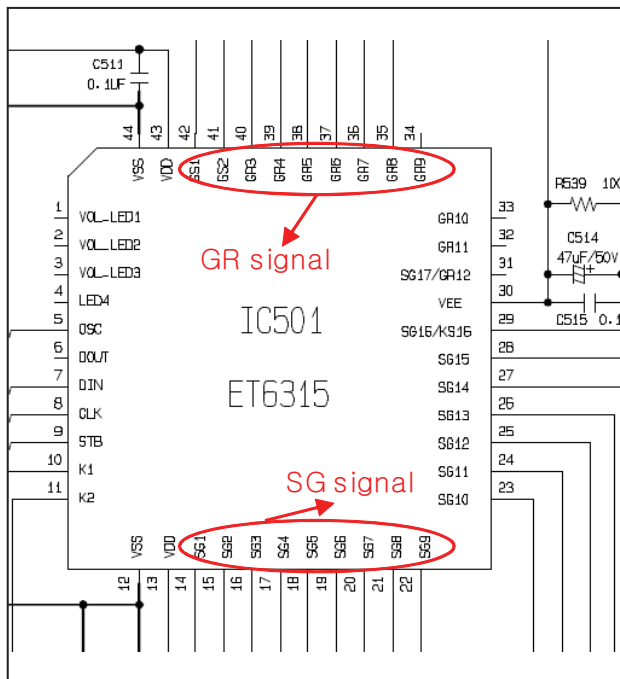 C511
0.1UF
44 43 42 41 40 39 38 37 36 35 34
VSS VDD GS1 GS2 GR3 GR4 GR5 GR6 GR7 GR8 GR9
1 VOL_LED1
2 VOL_LED2
3 VOL_LED3
4 LED4
5 OSC
6 DOUT
7 DIN
8 CLK
9 STB
10 K1
11 K2
GR signal
IC501
ET6315
SG signal
GR10 33
GR11 32
SG17/GR12 31
VEE 30
SG16/KS16 29
SG15 28
SG14 27
SG13 26
SG12 25
SG11 24
SG10 23
R539
C514
47uF/50V
+
C515 0.1
VSS VDD SG1 SG2 SG3 SG4 SG5 SG6 SG7 SG8 SG9
12 13 14 15 16 17 18 19 20 21 22